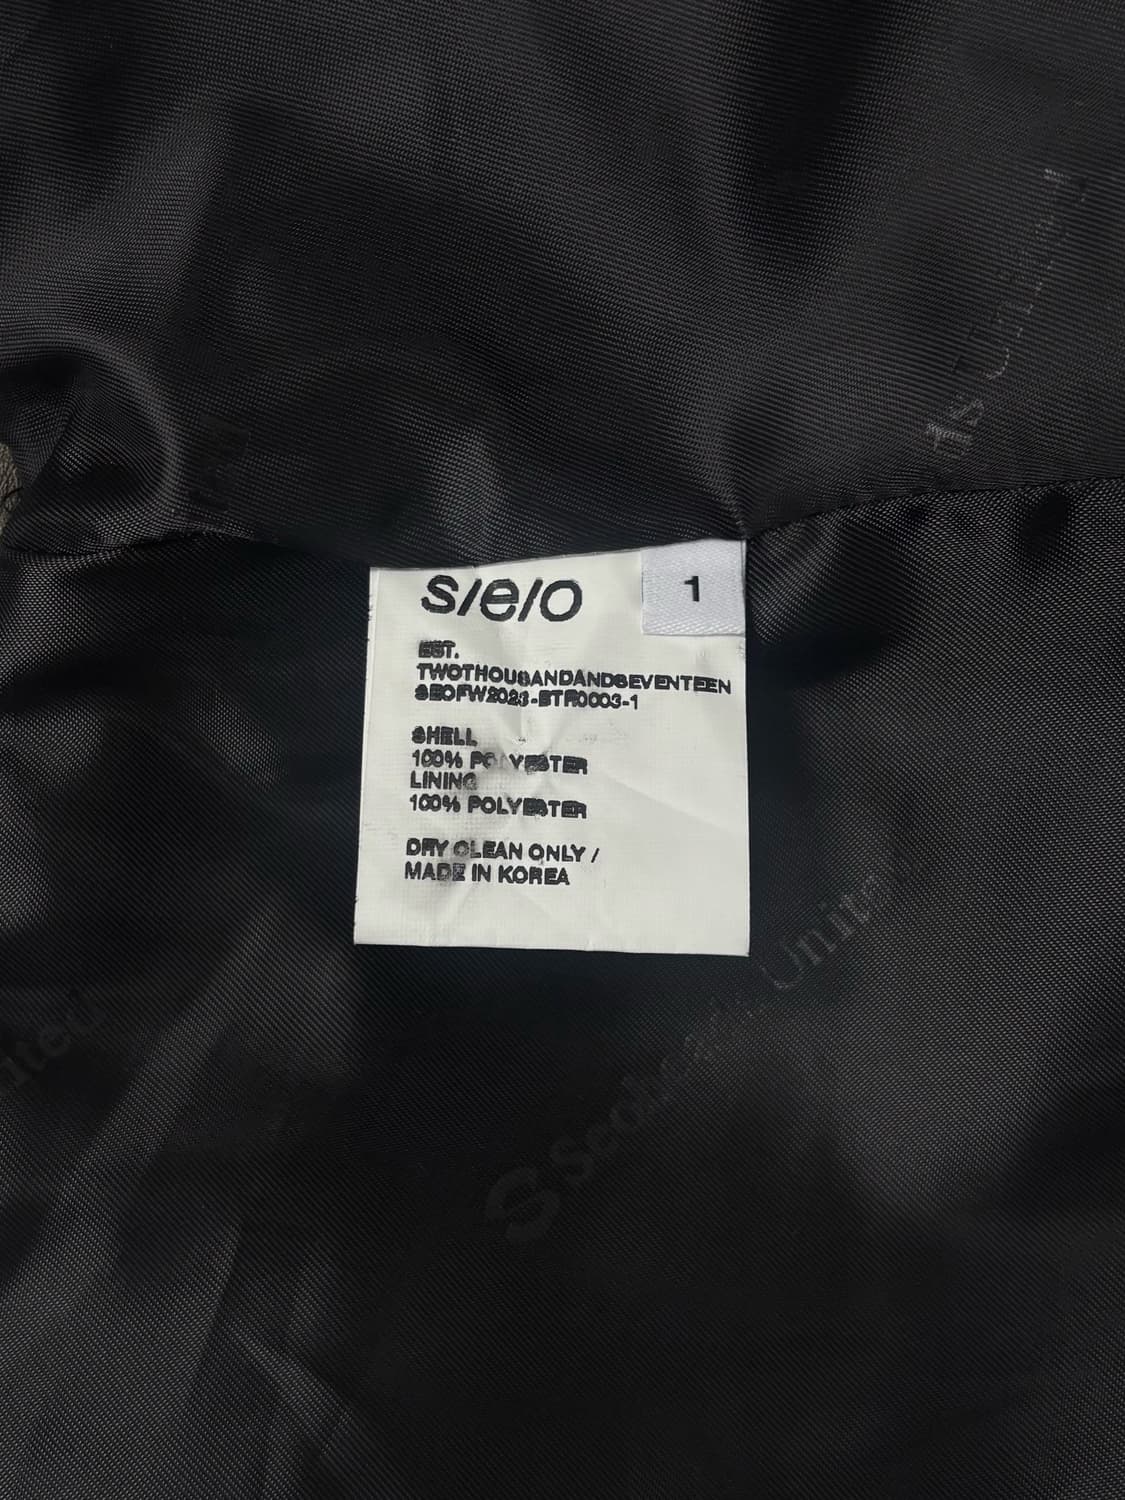 s/e/o
1
EST.
TWOTHOUSANDANDSEVENTEEN
SEOFW2023-BTR0003-1
SHELL
100% POLYESTER
LINING
100% POLYESTER
DRY CLEAN ONLY /
MADE IN KOREA